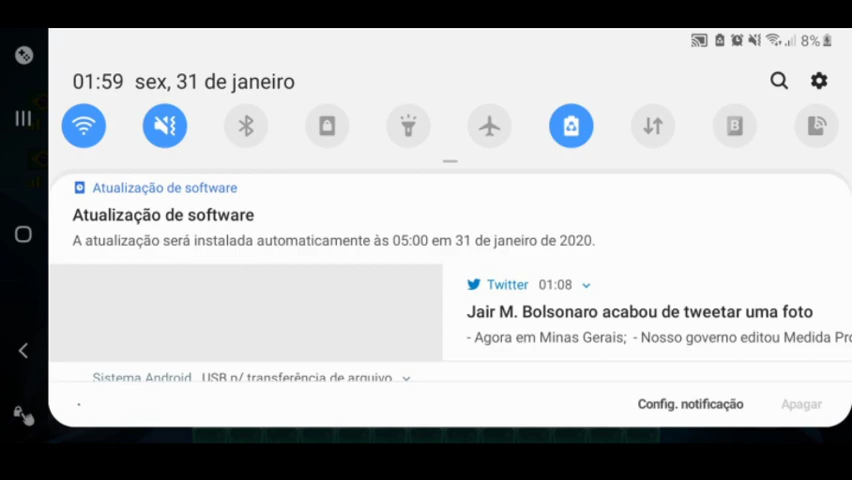 8%
01:59 sex, 31 de janeiro
B
Atualização de software
Atualização de software
A atualização será instalada automaticamente às 05:00 em 31 de janeiro de 2020.
Twitter 01:08
Jair M. Bolsonaro acabou de tweetar uma foto
- Agora em Minas Gerais; - Nosso governo editou Medida Pro
Sistema Android USB p/ transferência de arquivo
Config. notificação Apagar